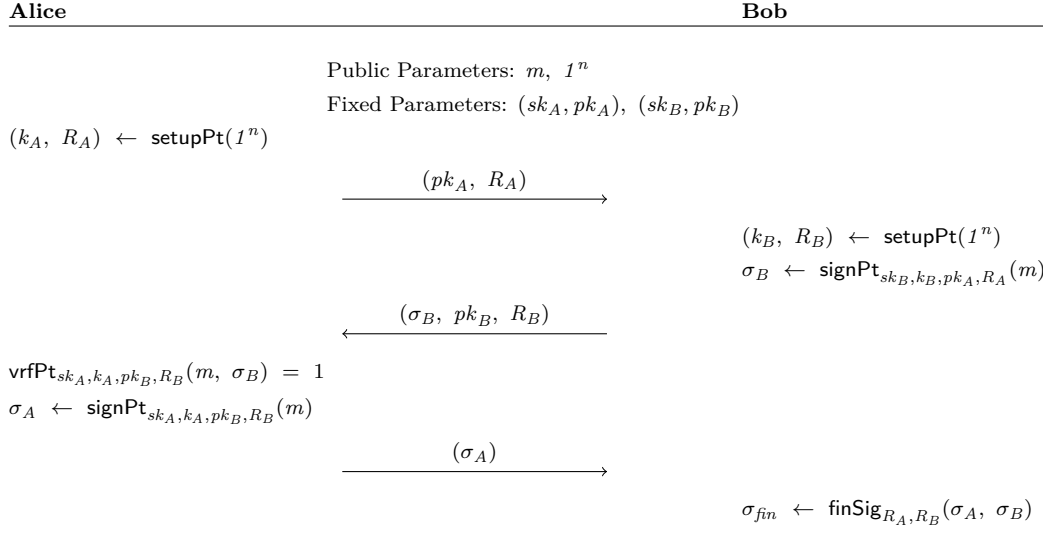 Alice Bob
Public Parameters: m, 1^n
Fixed Parameters: (sk_A, pk_A), (sk_B, pk_B)
(k_A, R_A) ← setupPt(1^n)
(pk_A, R_A)
(k_B, R_B) ← setupPt(1^n)
σ_B ← signPt_{sk_B,k_B,pk_A,R_A}(m)
(σ_B, pk_B, R_B)
vrfPt_{sk_A,k_A,pk_B,R_B}(m, σ_B) = 1
σ_A ← signPt_{sk_A,k_A,pk_B,R_B}(m)
(σ_A)
σ_{fin} ← finSig_{R_A,R_B}(σ_A, σ_B)